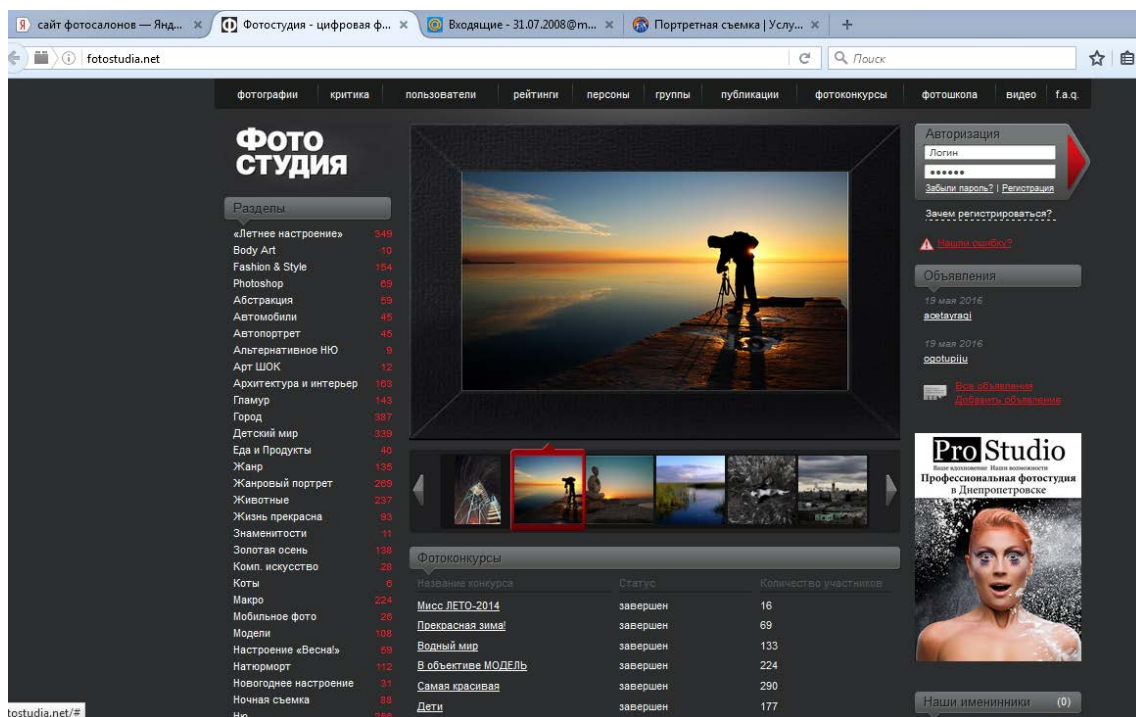 сайт фотосалонов — Янд...
Фотостудия - цифровая ф...
Входящие - 31.07.2008@m...
Портретная съемка | Услу...
fotostudia.net
Поиск
фотографии критика пользователи рейтинги персоны группы публикации фотоконкурсы фотошкола видео f.a.q.
Фото
студия
Разделы
«Летнее настроение» 349
Body Art 10
Fashion & Style 154
Photoshop 69
Абстракция 59
Автомобили 45
Автопортрет 45
Альтернативное НЮ 9
Арт ШОК 12
Архитектура и интерьер 163
Гламур 143
Город 387
Детский мир 339
Еда и Продукты 40
Жанр 135
Жанровый портрет 269
Животные 237
Жизнь прекрасна 93
Знаменитости 11
Золотая осень 138
Комп. искусство 28
Коты 6
Макро 224
Мобильное фото 26
Модели 108
Настроение «Весна!» 59
Натюрморт 112
Новогоднее настроение 31
Ночная съемка 88
Ню
Фотоконкурсы
Название конкурса Статус Количество участников
Мисс ЛЕТО-2014 завершен 16
Прекрасная зима! завершен 69
Водный мир завершен 133
В объективе МОДЕЛЬ завершен 224
Самая красивая завершен 290
Дети завершен 177
Авторизация
Логин
Забыли пароль? | Регистрация
Зачем регистрироваться?
Нашли ошибку?
Объявления
19 мая 2016
acetayraqi
19 мая 2016
oqotupiju
Все объявления
Добавить объявление
Pro Studio
Ваше вдохновение Наши возможности
Профессиональная фотостудия
в Днепропетровске
Наши именинники (0)
tostudia.net/#